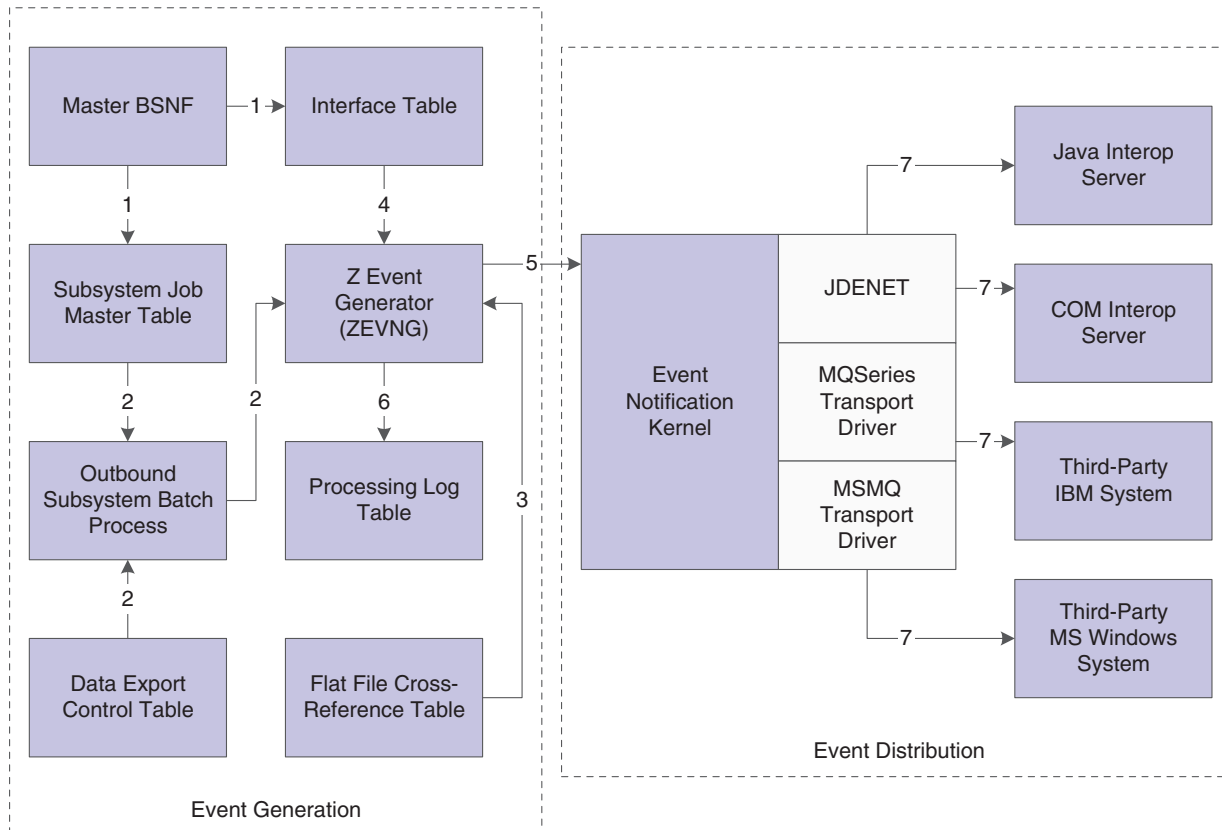 Master BSNF
1
Interface Table
1
4
Subsystem Job
Master Table
Z Event
Generator
(ZEVNG)
5
2
2
6
Outbound
Subsystem Batch
Process
Processing Log
Table
3
2
Data Export
Control Table
Flat File Cross-
Reference Table
Event Generation
Event
Notification
Kernel
JDENET
MQSeries
Transport
Driver
MSMQ
Transport
Driver
7
Java Interop
Server
7
COM Interop
Server
7
Third-Party
IBM System
7
Third-Party
MS Windows
System
Event Distribution